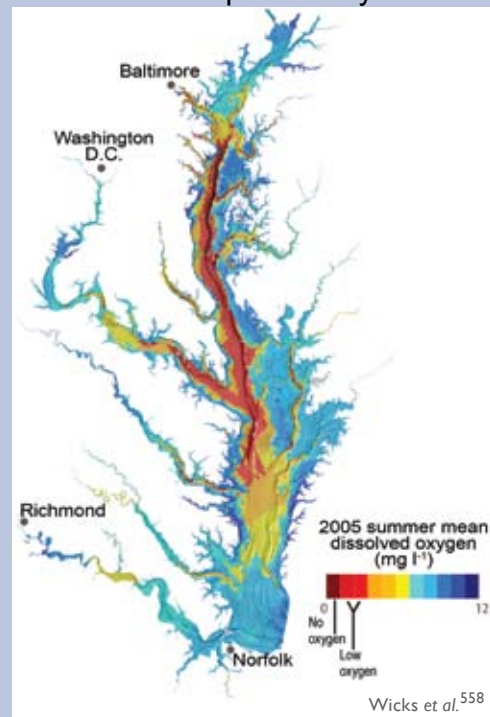 Baltimore
Washington
D.C.
Richmond
2005 summer mean
dissolved oxygen
(mg l⁻¹)
0
12
No
oxygen
Low
oxygen
Norfolk
Wicks et al.⁵⁵⁸